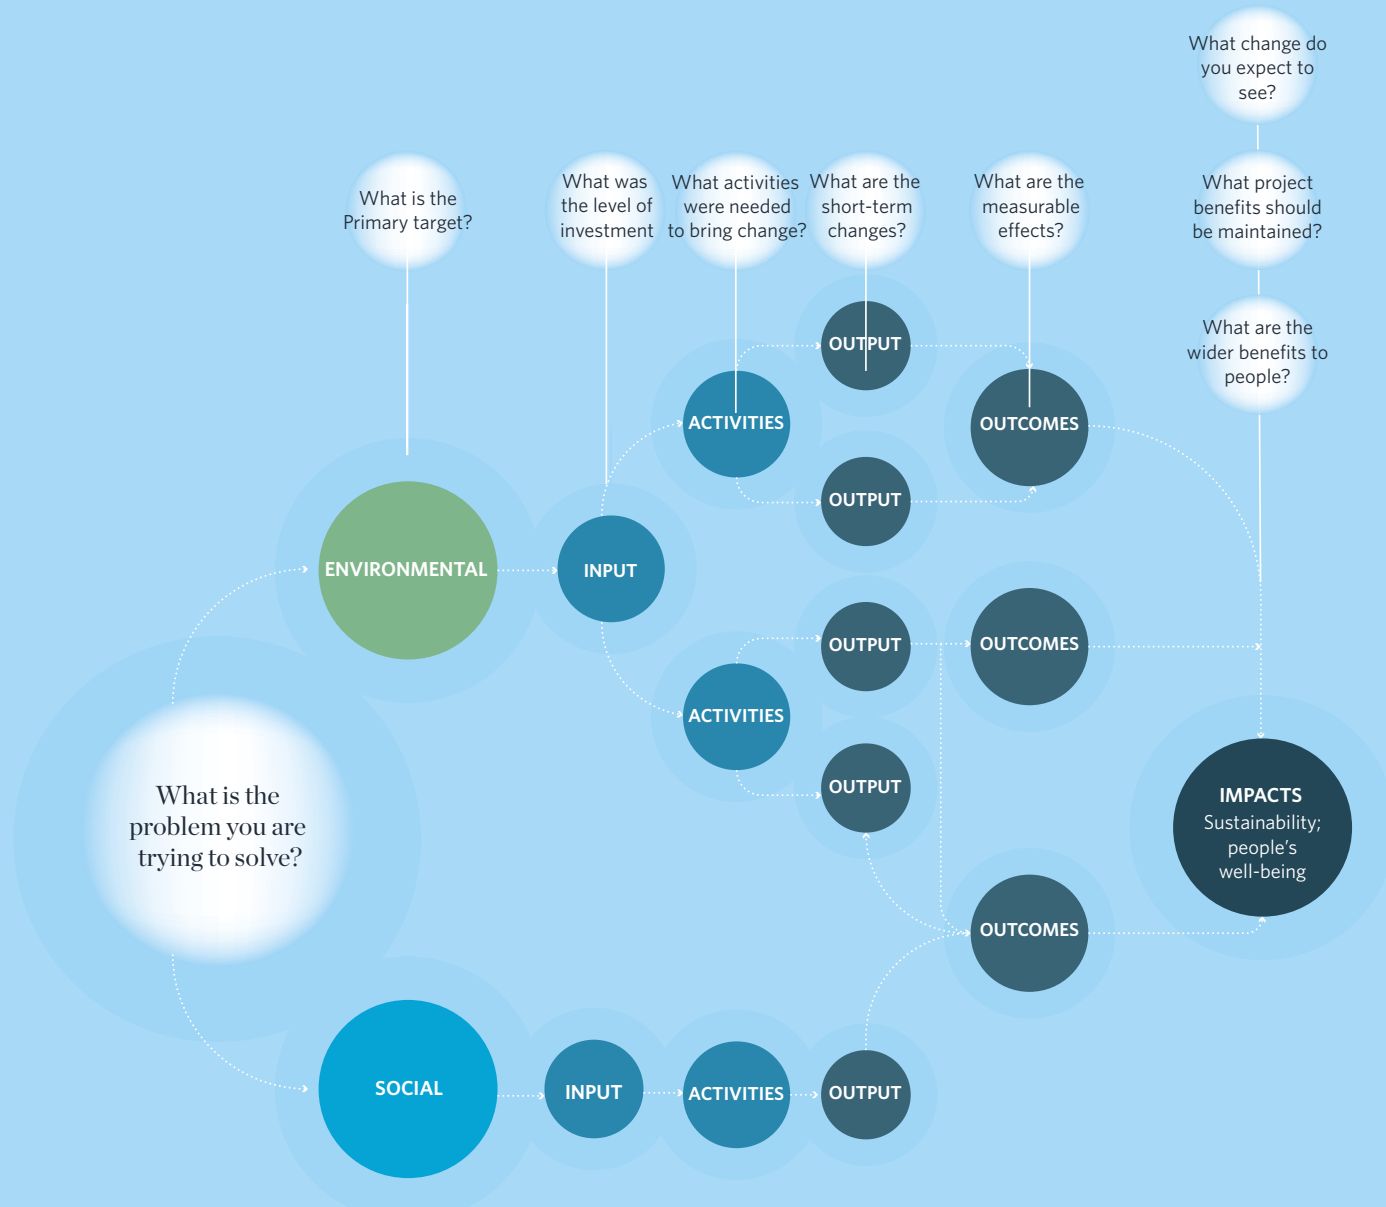 What change do
you expect to
see?
What is the
Primary target?
What was
the level of
investment
What activities
were needed
to bring change?
What are the
short-term
changes?
What are the
measurable
effects?
What project
benefits should
be maintained?
What are the
wider benefits to
people?
OUTPUT
ACTIVITIES
OUTCOMES
OUTPUT
ENVIRONMENTAL
INPUT
OUTPUT
OUTCOMES
ACTIVITIES
OUTPUT
What is the
problem you are
trying to solve?
IMPACTS
Sustainability;
people’s
well-being
OUTCOMES
SOCIAL
INPUT
ACTIVITIES
OUTPUT